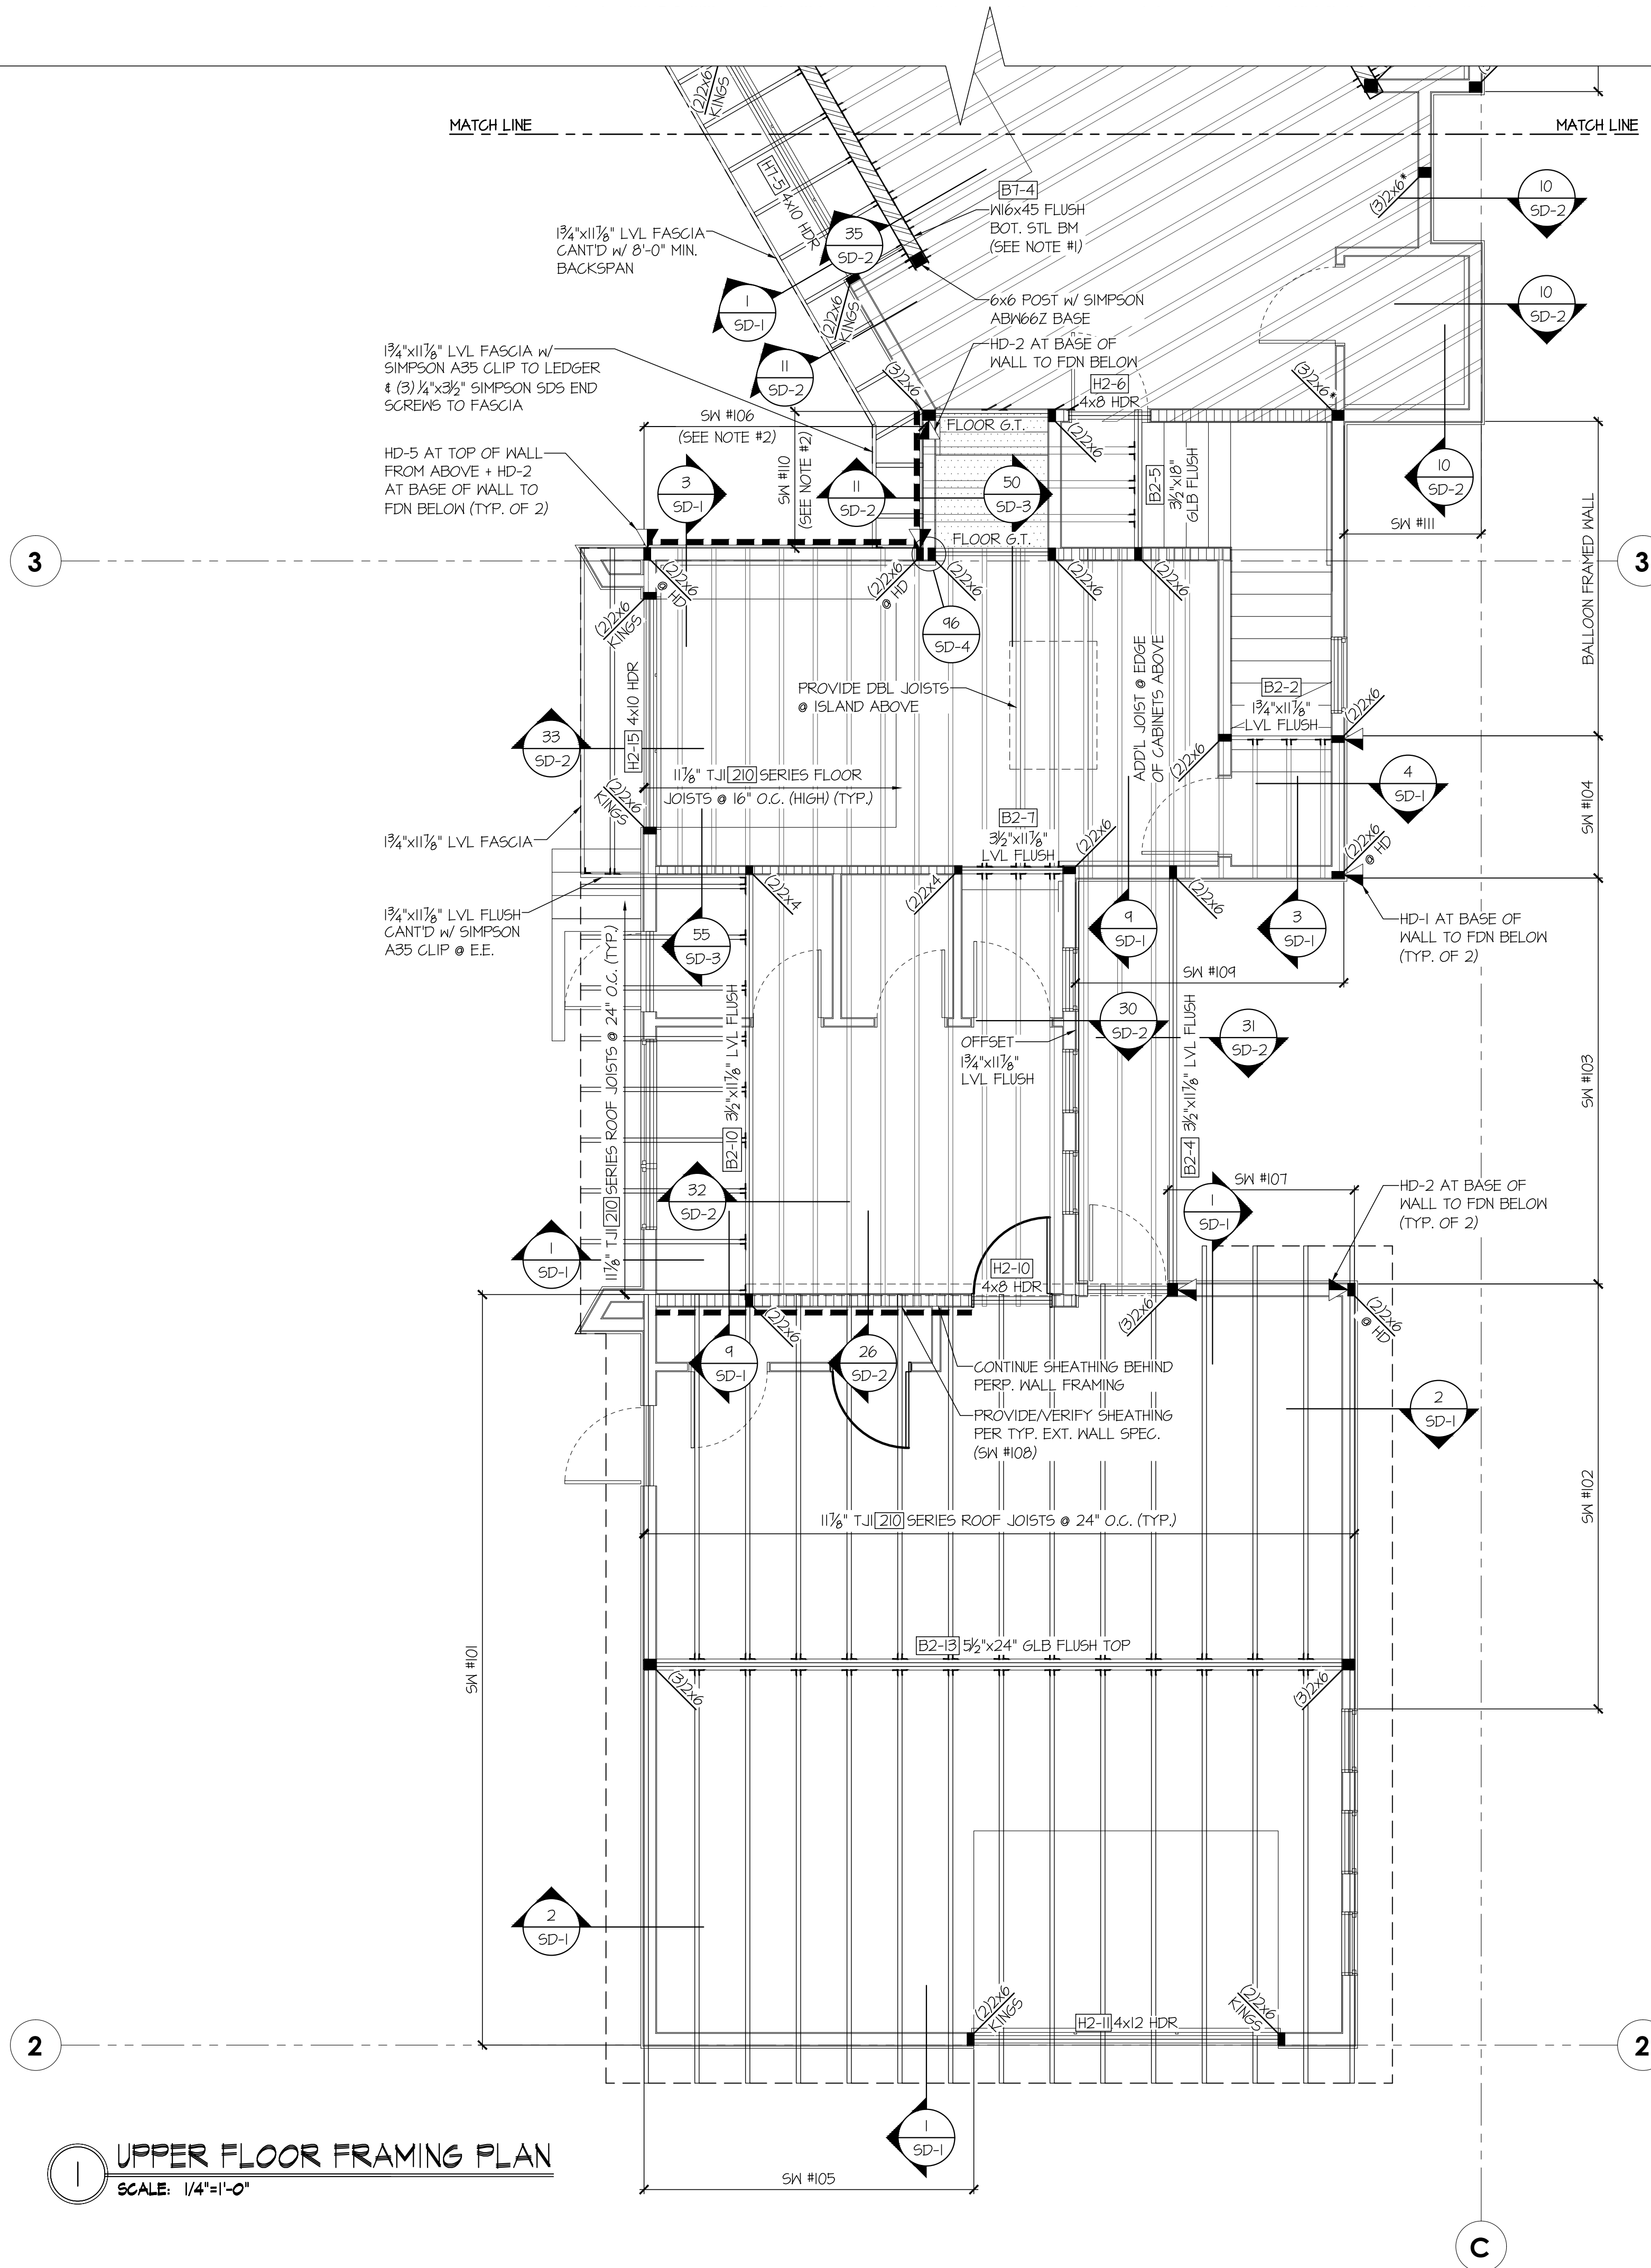 (2)2x6
KINGS
MATCH LINE
MATCH LINE
H7-5 4x10 HDR
B7-4
W16x45 FLUSH
BOT. STL BM
(SEE NOTE #1)
(3)2x6*
10
SD-2
1¾"x11⅞" LVL FASCIA
CANT'D w/ 8'-0" MIN.
BACKSPAN
35
SD-2
1
SD-1
(2)2x6
KINGS
6x6 POST w/ SIMPSON
ABW66Z BASE
10
SD-2
HD-2 AT BASE OF
WALL TO FDN BELOW
1¾"x11⅞" LVL FASCIA w/
SIMPSON A35 CLIP TO LEDGER
& (3) ¼"x3½" SIMPSON SDS END
SCREWS TO FASCIA
11
SD-2
(3)2x6
H2-6
4x8 HDR
(3)2x6*
SW #106
(SEE NOTE #2)
SW #110
(SEE NOTE #2)
FLOOR G.T.
(2)2x6
HD-5 AT TOP OF WALL
FROM ABOVE + HD-2
AT BASE OF WALL TO
FDN BELOW (TYP. OF 2)
3
SD-1
11
SD-2
50
SD-3
B2-5
3½"x18"
GLB FLUSH
10
SD-2
SW #111
BALLOON FRAMED WALL
FLOOR G.T.
3
3
(2)2x6
@ HD
(2)2x6
@ HD
(2)2x6
(2)2x6
(2)2x6
(2)2x6
KINGS
96
SD-4
H2-15 4x10 HDR
PROVIDE DBL JOISTS
@ ISLAND ABOVE
ADD'L JOIST @ EDGE
OF CABINETS ABOVE
B2-2
1¾"x11⅞"
LVL FLUSH
(2)2x6
33
SD-2
(2)2x6
11⅞" TJI 210 SERIES FLOOR
JOISTS @ 16" O.C. (HIGH) (TYP.)
4
SD-1
SW #104
(2)2x6
KINGS
1¾"x11⅞" LVL FASCIA
B2-7
3½"x11⅞"
LVL FLUSH
(2)2x6
(2)2x6
@ HD
(2)2x4
(2)2x4
(2)2x6
1¾"x11⅞" LVL FLUSH
CANT'D w/ SIMPSON
A35 CLIP @ E.E.
55
SD-3
9
SD-1
3
SD-1
HD-1 AT BASE OF
WALL TO FDN BELOW
(TYP. OF 2)
SW #109
11⅞" TJI 210 SERIES ROOF JOISTS @ 24" O.C. (TYP.)
B2-10 3½"x11⅞" LVL FLUSH
OFFSET
1¾"x11⅞"
LVL FLUSH
30
SD-2
31
SD-2
B2-4 3½"x11⅞" LVL FLUSH
SW #103
32
SD-2
SW #107
HD-2 AT BASE OF
WALL TO FDN BELOW
(TYP. OF 2)
1
SD-1
1
SD-1
H2-10
4x8 HDR
(2)2x6
(3)2x6
(2)2x6
@ HD
9
SD-1
26
SD-2
CONTINUE SHEATHING BEHIND
PERP. WALL FRAMING
PROVIDE/VERIFY SHEATHING
PER TYP. EXT. WALL SPEC.
(SW #108)
2
SD-1
SW #102
11⅞" TJI 210 SERIES ROOF JOISTS @ 24" O.C. (TYP.)
SW #101
B2-13 5½"x24" GLB FLUSH TOP
(3)2x6
(3)2x6
2
SD-1
(2)2x6
KINGS
H2-11 4x12 HDR
(2)2x6
KINGS
2
2
1
SD-1
1
UPPER FLOOR FRAMING PLAN
SCALE: 1/4"=1'-0"
SW #105
C